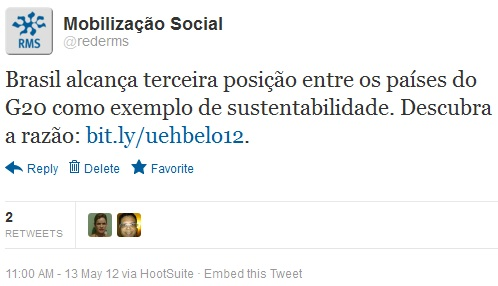 Mobilização Social
RMS
@rederms
Brasil alcança terceira posição entre os países do
G20 como exemplo de sustentabilidade. Descubra
a razão: bit.ly/uehbelo12.
Reply Delete Favorite
2
RETWEETS
11:00 AM - 13 May 12 via HootSuite · Embed this Tweet